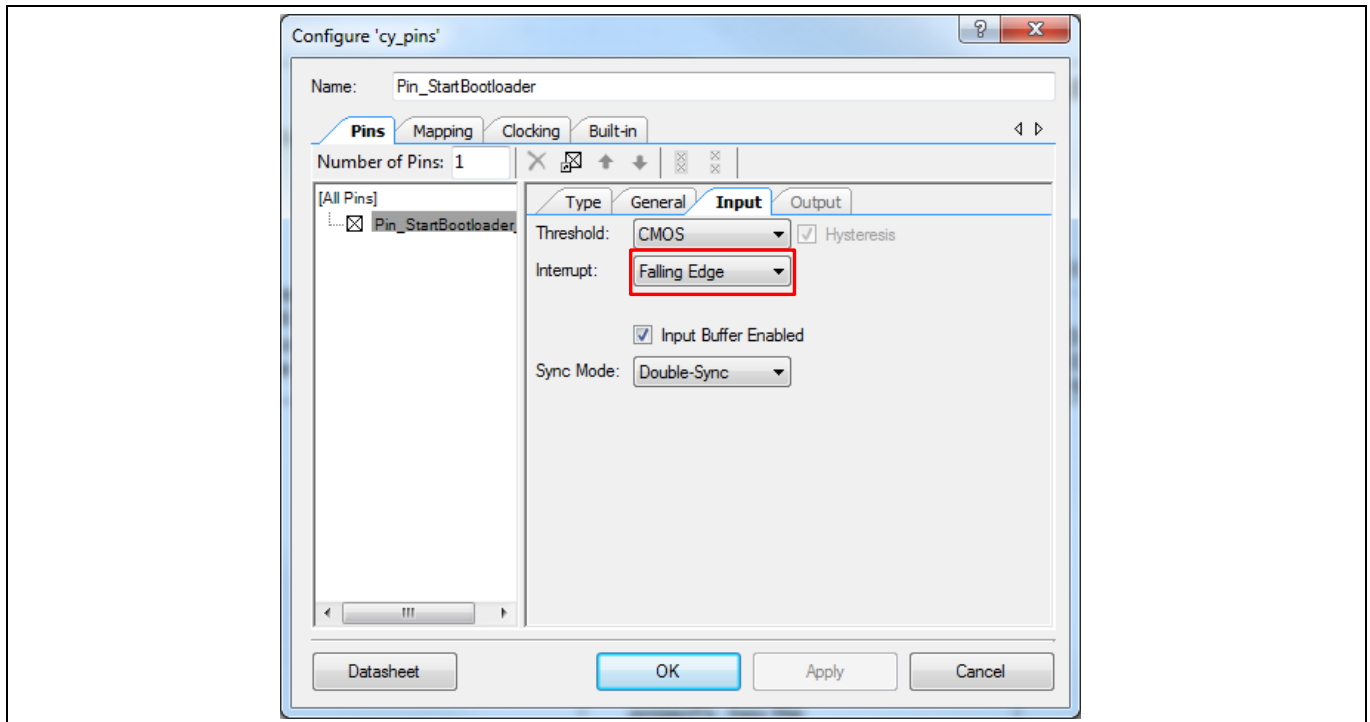 Configure 'cy_pins'
Name: Pin_StartBootloader
Pins Mapping Clocking Built-in
Number of Pins: 1
[All Pins]
Pin_StartBootloader_
Type General Input Output
Threshold: CMOS Hysteresis
Interrupt: Falling Edge
Input Buffer Enabled
Sync Mode: Double-Sync
Datasheet OK Apply Cancel